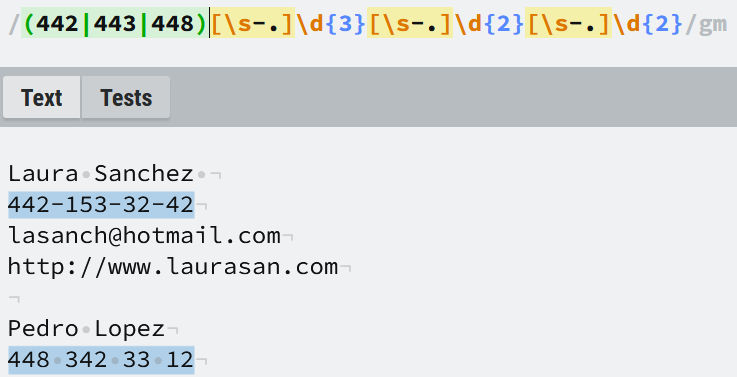 /(442|443|448)[\s-.]\d{3}[\s-.]\d{2}[\s-.]\d{2}/gm
Text Tests
Laura·Sanchez·¬
442-153-32-42¬
lasanch@hotmail.com¬
http://www.laurasan.com¬
¬
Pedro·Lopez¬
448·342·33·12¬